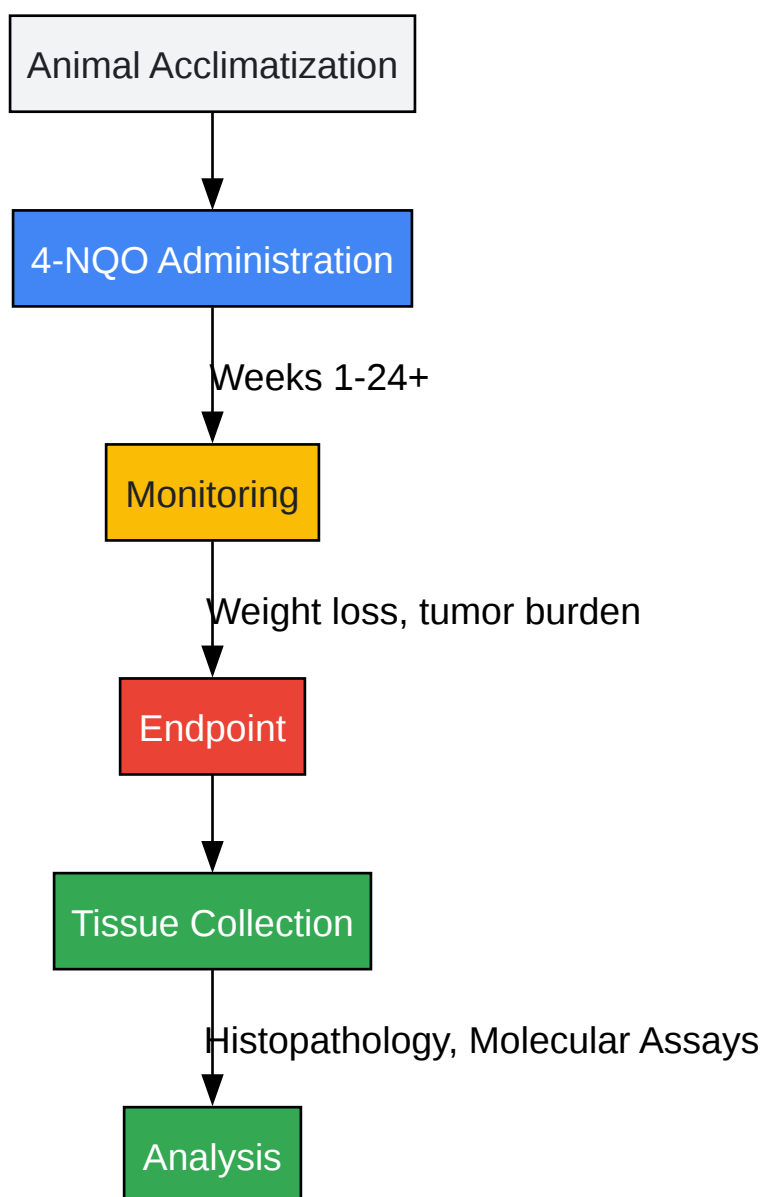 Animal Acclimatization
4-NQO Administration
Weeks 1-24+
Monitoring
Weight loss, tumor burden
Endpoint
Tissue Collection
Histopathology, Molecular Assays
Analysis